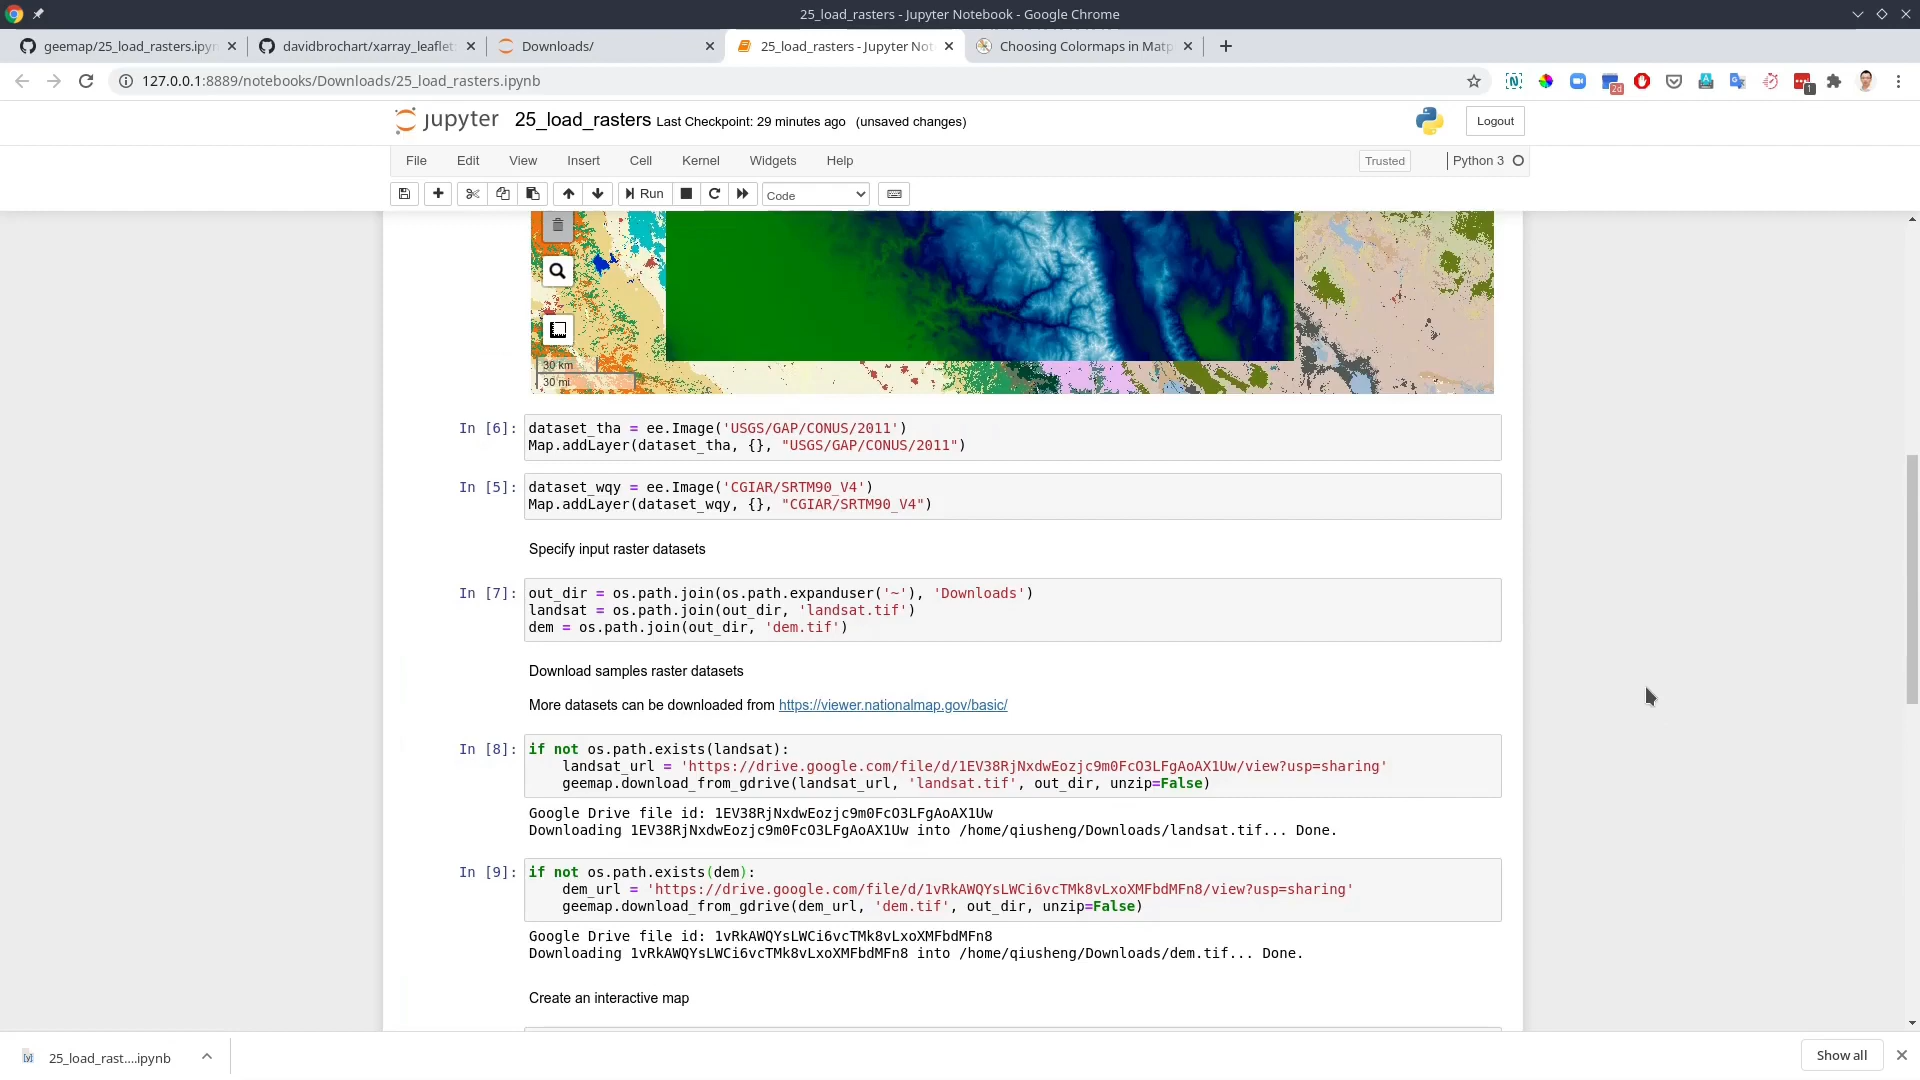 25_load_rasters - Jupyter Notebook - Google Chrome
geemap/25_load_rasters.ipyn
davidbrochart/xarray_leaflet:
Downloads/
25_load_rasters - Jupyter Not
Choosing Colormaps in Matp
127.0.0.1:8889/notebooks/Downloads/25_load_rasters.ipynb
2d
1
jupyter 25_load_rasters Last Checkpoint: 29 minutes ago (unsaved changes)
Logout
File Edit View Insert Cell Kernel Widgets Help
Trusted Python 3
Run Code
30 km
30 mi
In [6]: dataset_tha = ee.Image('USGS/GAP/CONUS/2011')
Map.addLayer(dataset_tha, {}, "USGS/GAP/CONUS/2011")
In [5]: dataset_wqy = ee.Image('CGIAR/SRTM90_V4')
Map.addLayer(dataset_wqy, {}, "CGIAR/SRTM90_V4")
Specify input raster datasets
In [7]: out_dir = os.path.join(os.path.expanduser('~'), 'Downloads')
landsat = os.path.join(out_dir, 'landsat.tif')
dem = os.path.join(out_dir, 'dem.tif')
Download samples raster datasets
More datasets can be downloaded from https://viewer.nationalmap.gov/basic/
In [8]: if not os.path.exists(landsat):
landsat_url = 'https://drive.google.com/file/d/1EV38RjNxdwEozjc9m0FcO3LFgAoAX1Uw/view?usp=sharing'
geemap.download_from_gdrive(landsat_url, 'landsat.tif', out_dir, unzip=False)
Google Drive file id: 1EV38RjNxdwEozjc9m0FcO3LFgAoAX1Uw
Downloading 1EV38RjNxdwEozjc9m0FcO3LFgAoAX1Uw into /home/qiusheng/Downloads/landsat.tif... Done.
In [9]: if not os.path.exists(dem):
dem_url = 'https://drive.google.com/file/d/1vRkAWQYsLWCi6vcTMk8vLxoXMFbdMFn8/view?usp=sharing'
geemap.download_from_gdrive(dem_url, 'dem.tif', out_dir, unzip=False)
Google Drive file id: 1vRkAWQYsLWCi6vcTMk8vLxoXMFbdMFn8
Downloading 1vRkAWQYsLWCi6vcTMk8vLxoXMFbdMFn8 into /home/qiusheng/Downloads/dem.tif... Done.
Create an interactive map
25_load_rast....ipynb
Show all